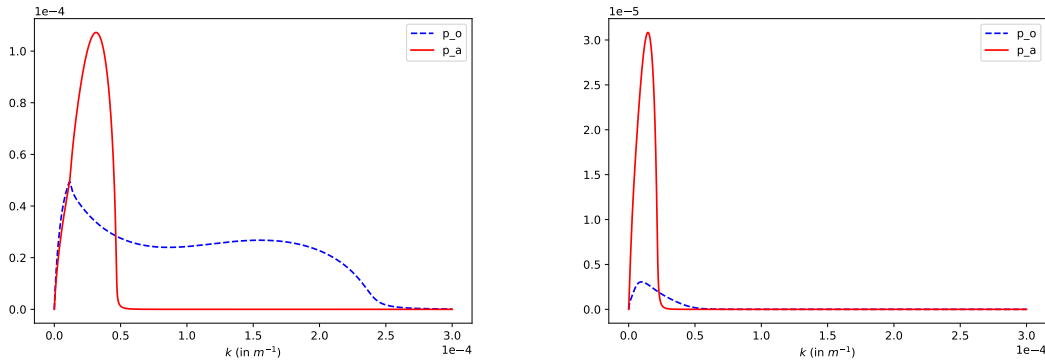 1e−4
1.0
0.8
0.6
0.4
0.2
0.0
p_o
p_a
0.0 0.5 1.0 1.5 2.0 2.5 3.0
k (in m⁻¹) 1e−4
1e−5
3.0
2.5
2.0
1.5
1.0
0.5
0.0
p_o
p_a
0.0 0.5 1.0 1.5 2.0 2.5 3.0
k (in m⁻¹) 1e−4